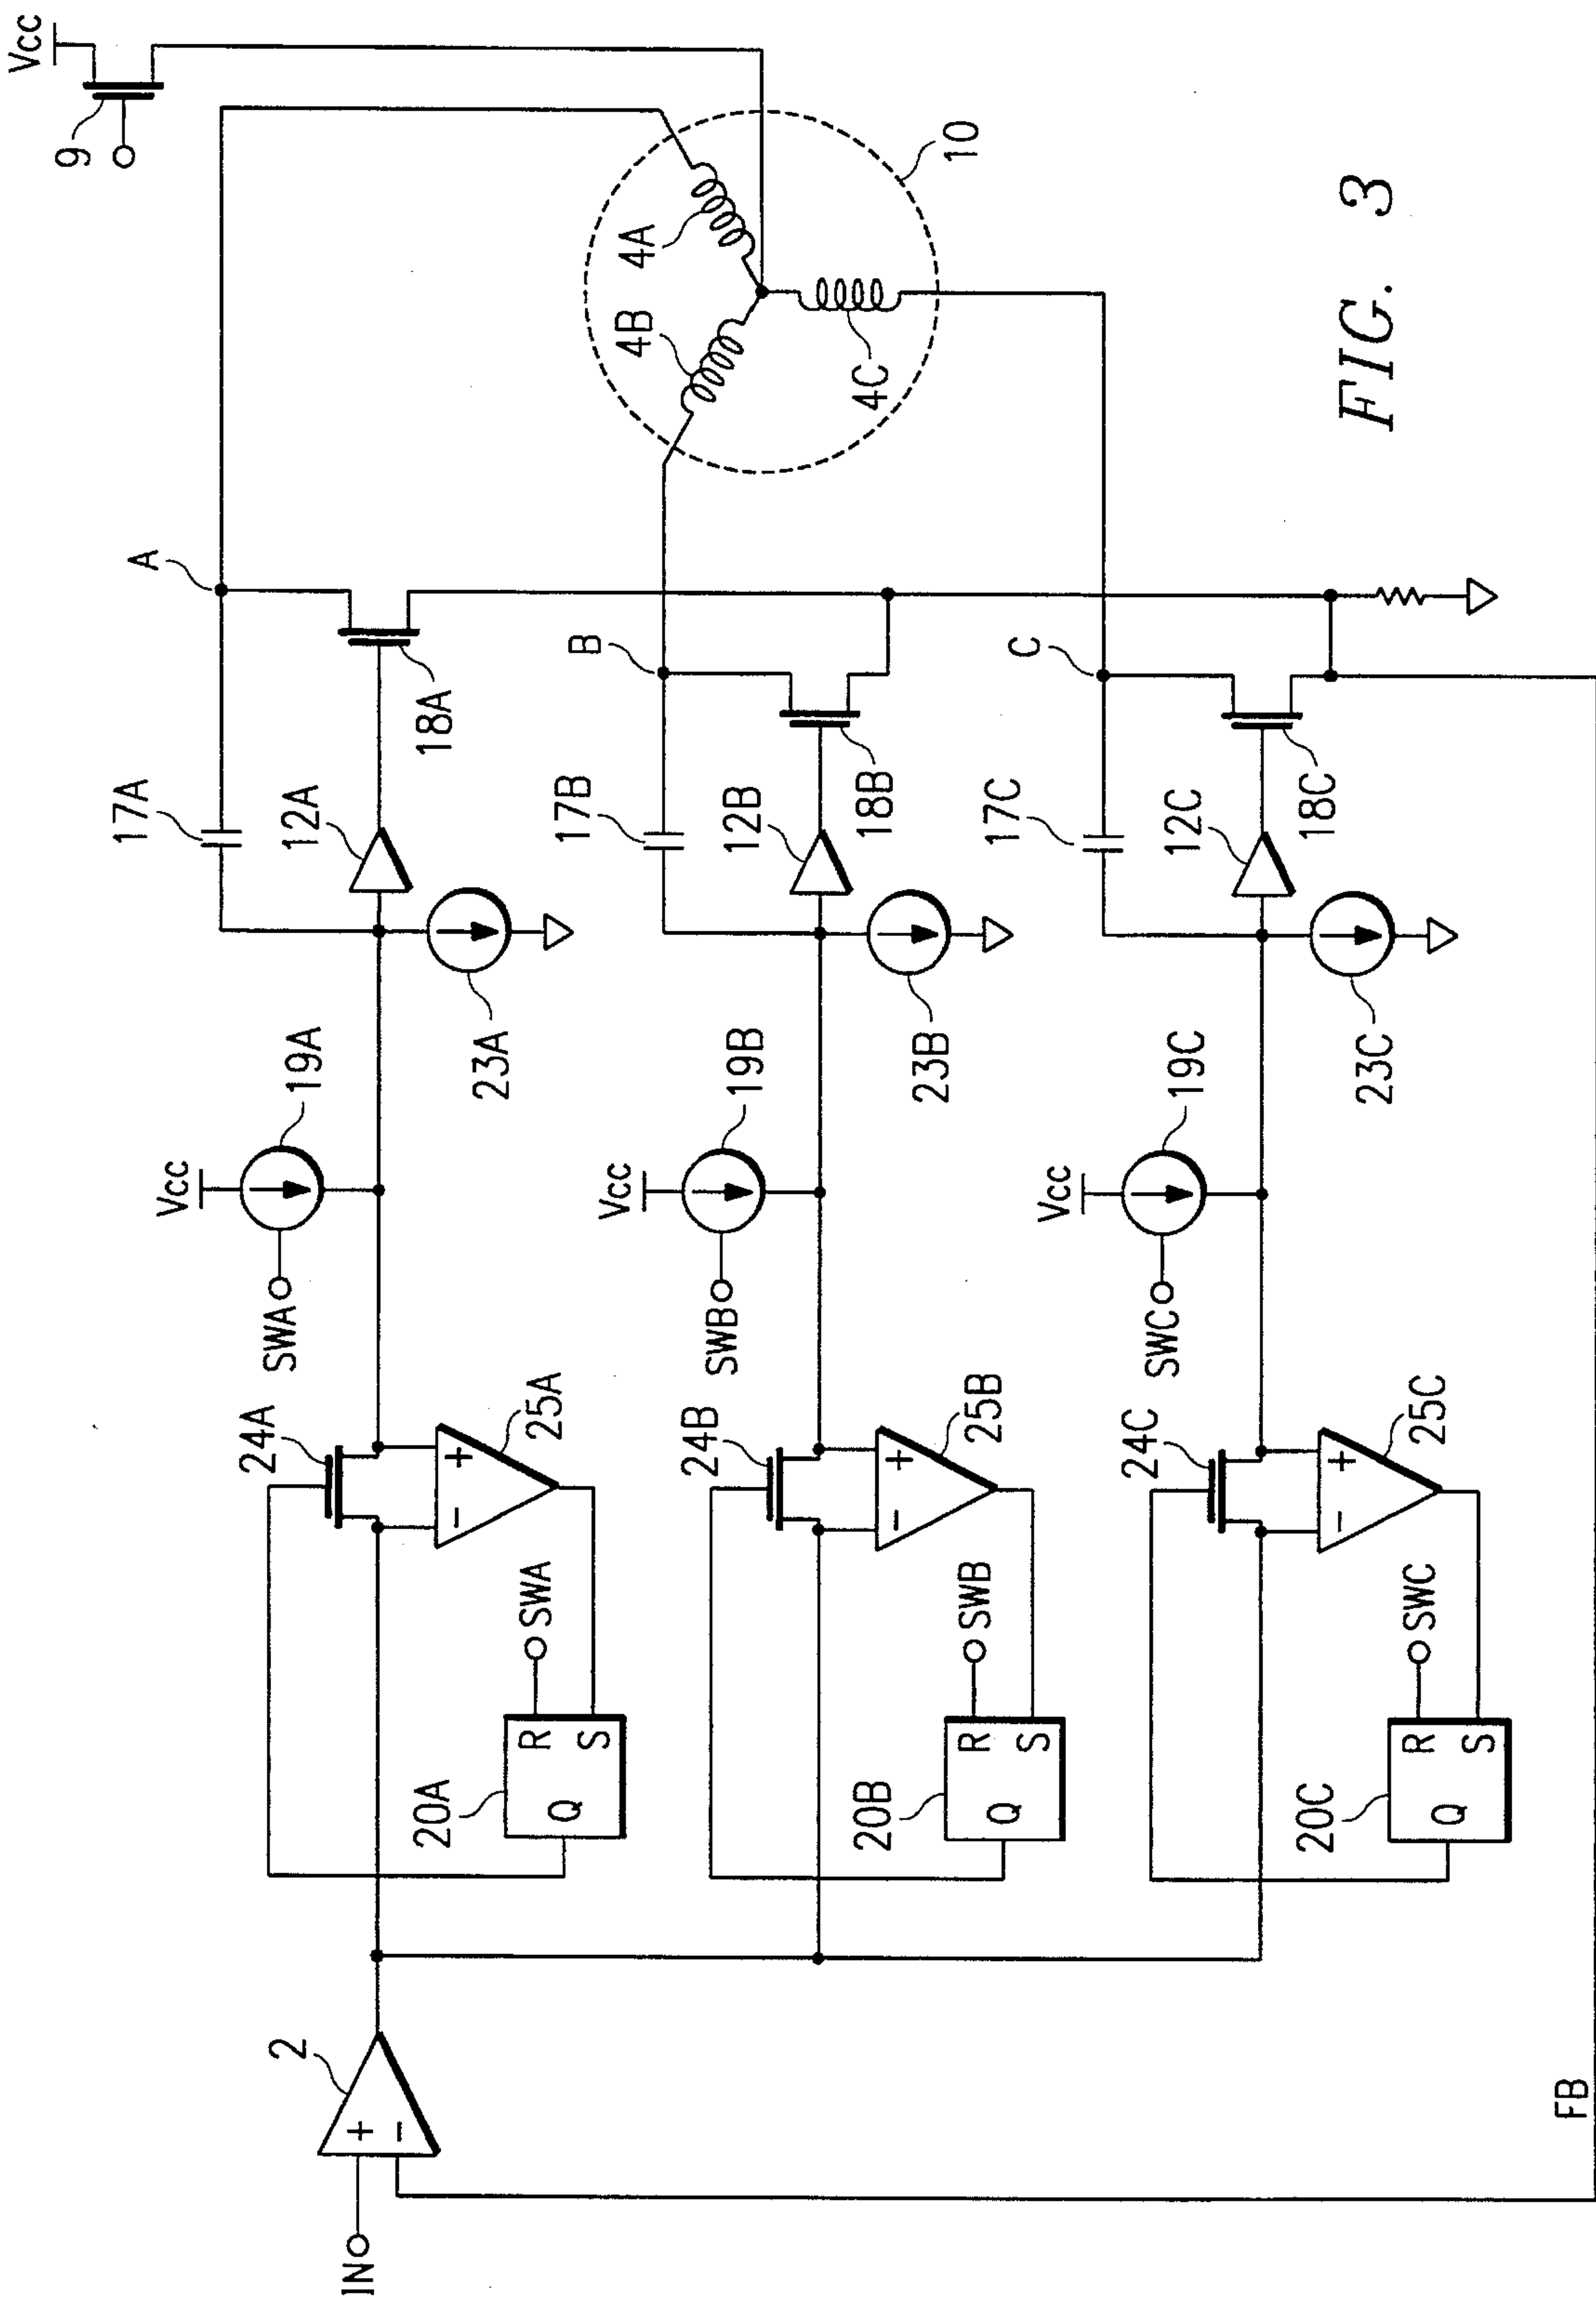 Vcc
9
A
17A
12A
18A
4A
4B
4C
10
Vcc
19A
SWA
23A
24A
25A
+
−
SWA
R
S
Q
20A
B
17B
12B
18B
Vcc
19B
SWB
23B
24B
25B
+
−
SWB
R
S
Q
20B
C
17C
12C
18C
Vcc
19C
SWC
23C
24C
25C
+
−
SWC
R
S
Q
20C
2
+
−
IN
FB
FIG. 3